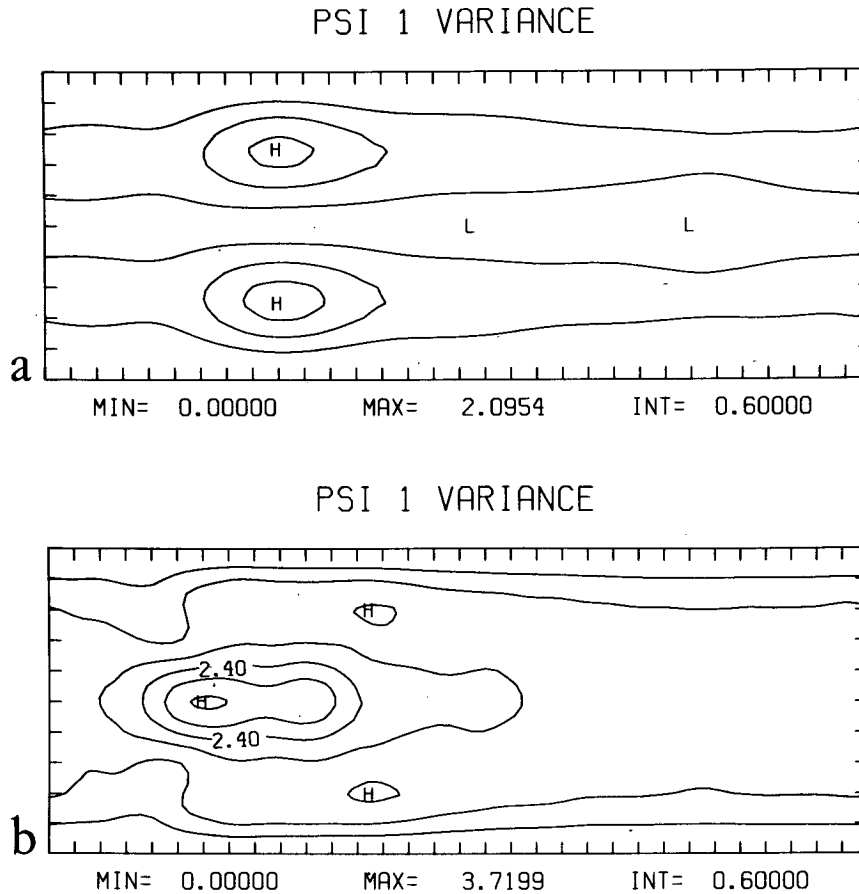 PSI 1 VARIANCE
H
L L
H
a
MIN= 0.00000 MAX= 2.0954 INT= 0.60000
PSI 1 VARIANCE
H
2.40
H
2.40
H
b
MIN= 0.00000 MAX= 3.7199 INT= 0.60000